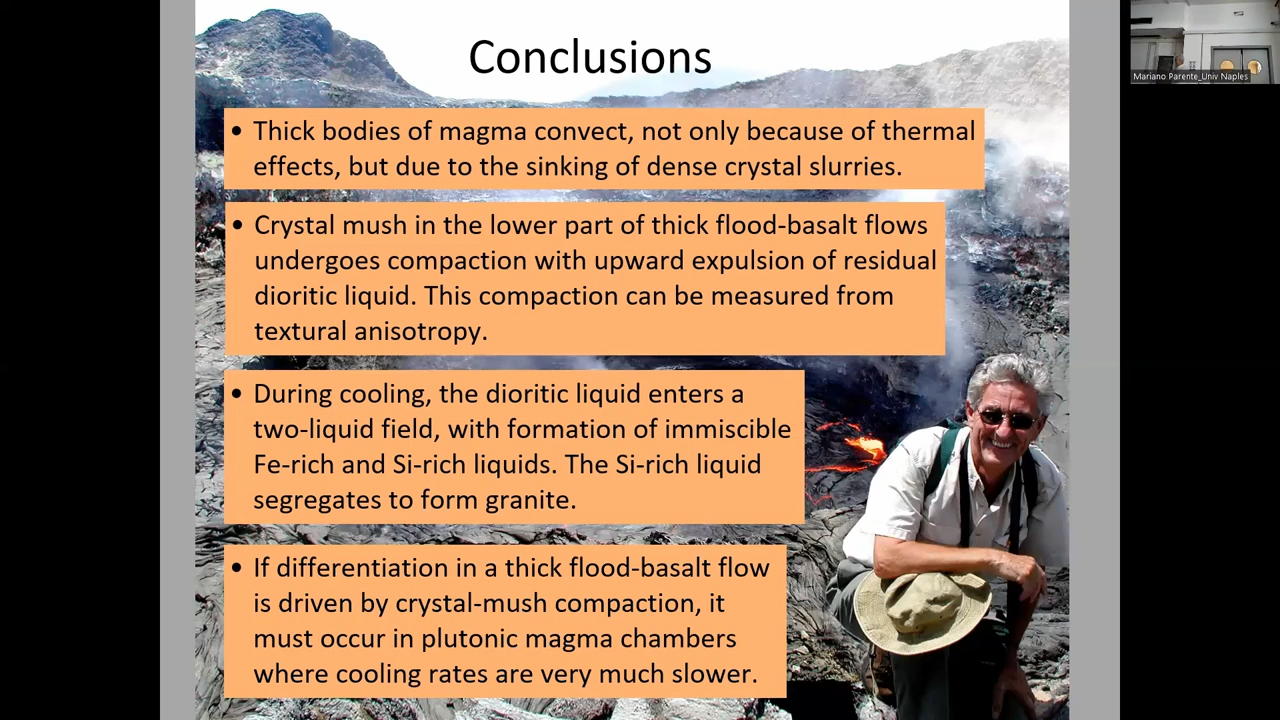 Conclusions
• Thick bodies of magma convect, not only because of thermal
effects, but due to the sinking of dense crystal slurries.
• Crystal mush in the lower part of thick flood-basalt flows
undergoes compaction with upward expulsion of residual
dioritic liquid. This compaction can be measured from
textural anisotropy.
• During cooling, the dioritic liquid enters a
two-liquid field, with formation of immiscible
Fe-rich and Si-rich liquids. The Si-rich liquid
segregates to form granite.
• If differentiation in a thick flood-basalt flow
is driven by crystal-mush compaction, it
must occur in plutonic magma chambers
where cooling rates are very much slower.
Mariano Parente_Univ Naples